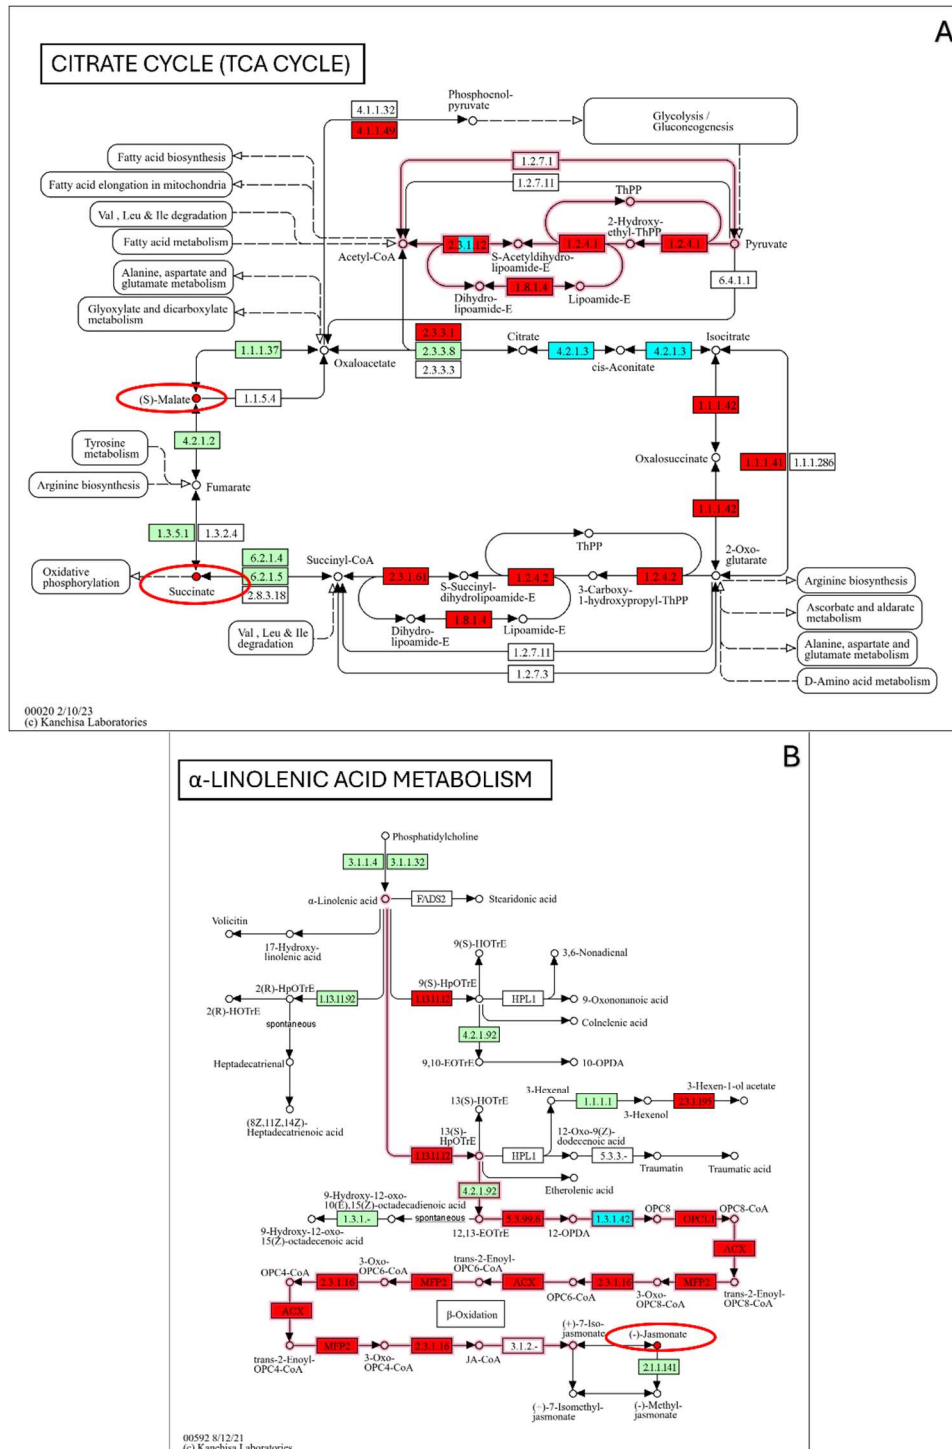 A
CITRATE CYCLE (TCA CYCLE)
Phosphoenol-
pyruvate
4.1.1.32
4.1.1.49
Glycolysis /
Gluconeogenesis
Fatty acid biosynthesis
Fatty acid elongation in mitochondria
Val , Leu & Ile degradation
Fatty acid metabolism
Alanine, aspartate and
glutamate metabolism
Glyoxylate and dicarboxylate
metabolism
1.2.7.1
1.2.7.11
ThPP
2-Hydroxy-
ethyl-ThPP
Acetyl-CoA
2.3.1.12
S-Acetyldihydro-
lipoamide-E
1.2.4.1
1.2.4.1
Pyruvate
Dihydro-
lipoamide-E
1.8.1.4
Lipoamide-E
6.4.1.1
1.1.1.37
Oxaloacetate
2.3.3.1
2.3.3.8
2.3.3.3
Citrate
4.2.1.3
cis-Aconitate
4.2.1.3
Isocitrate
(S)-Malate
1.1.5.4
1.1.1.42
4.2.1.2
Tyrosine
metabolism
Arginine biosynthesis
Fumarate
Oxalosuccinate
1.1.1.41
1.1.1.286
1.1.1.42
1.3.5.1
1.3.2.4
Oxidative
phosphorylation
Succinate
6.2.1.4
6.2.1.5
2.8.3.18
Succinyl-CoA
2.3.1.61
S-Succinyl-
dihydrolipoamide-E
ThPP
1.2.4.2
3-Carboxy-
1-hydroxypropyl-ThPP
1.2.4.2
2-Oxo-
glutarate
Dihydro-
lipoamide-E
1.8.1.4
Lipoamide-E
Val , Leu & Ile
degradation
1.2.7.11
1.2.7.3
Arginine biosynthesis
Ascorbate and aldarate
metabolism
Alanine, aspartate and
glutamate metabolism
D-Amino acid metabolism
00020 2/10/23
(c) Kanehisa Laboratories
B
α-LINOLENIC ACID METABOLISM
Phosphatidylcholine
3.1.1.4
3.1.1.32
α-Linolenic acid
FADS2
Stearidonic acid
Volicitin
17-Hydroxy-
linolenic acid
9(S)-HOTrE
3,6-Nonadienal
2(R)-HpOTrE
1.13.11.92
2(R)-HOTrE
spontaneous
9(S)-HpOTrE
1.13.11.12
HPL1
9-Oxononanoic acid
Colnelenic acid
4.2.1.92
Heptadecatrienal
9,10-EOTrE
10-OPDA
(8Z,11Z,14Z)-
Heptadecatrienoic acid
13(S)-HOTrE
3-Hexenal
1.1.1.1
3-Hexenol
2.3.1.195
3-Hexen-1-ol acetate
13(S)-
HpOTrE
1.13.11.12
HPL1
12-Oxo-9(Z)-
dodecenoic acid
5.3.3.-
Traumatin
Traumatic acid
Etherolenic acid
4.2.1.92
9-Hydroxy-12-oxo-
10(E),15(Z)-octadecadienoic acid
1.3.1.-
spontaneous
9-Hydroxy-12-oxo-
15(Z)-octadecenoic acid
12,13-EOTrE
5.3.99.6
12-OPDA
1.3.1.42
OPC8
OPCL1
OPC8-CoA
ACX
OPC4-CoA
2.3.1.16
3-Oxo-
OPC6-CoA
MFP2
trans-2-Enoyl-
OPC6-CoA
ACX
OPC6-CoA
2.3.1.16
3-Oxo-
OPC8-CoA
MFP2
trans-2-Enoyl-
OPC8-CoA
ACX
β-Oxidation
trans-2-Enoyl-
OPC4-CoA
MFP2
3-Oxo-
OPC4-CoA
2.3.1.16
JA-CoA
3.1.2.-
(+)-7-Iso-
jasmonate
(-)-Jasmonate
2.1.1.141
(+)-7-Isomethyl-
jasmonate
(-)-Methyl-
jasmonate
00592 8/12/21
(c) Kanehisa Laboratories